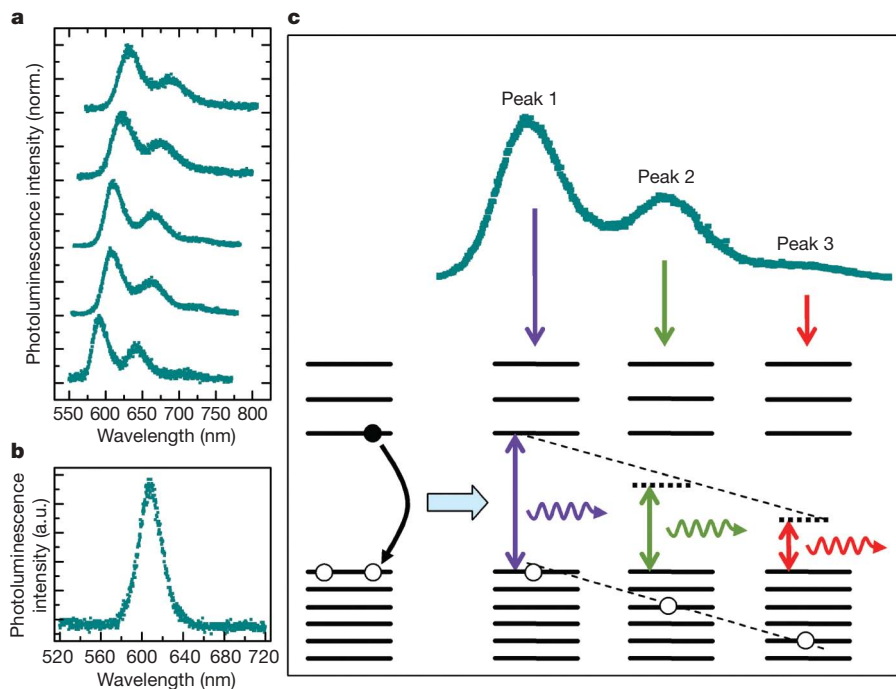 a
Photoluminescence intensity (norm.)
550 600 650 700 750 800
Wavelength (nm)
b
Photoluminescence
intensity (a.u.)
520 560 600 640 680 720
Wavelength (nm)
c
Peak 1
Peak 2
Peak 3